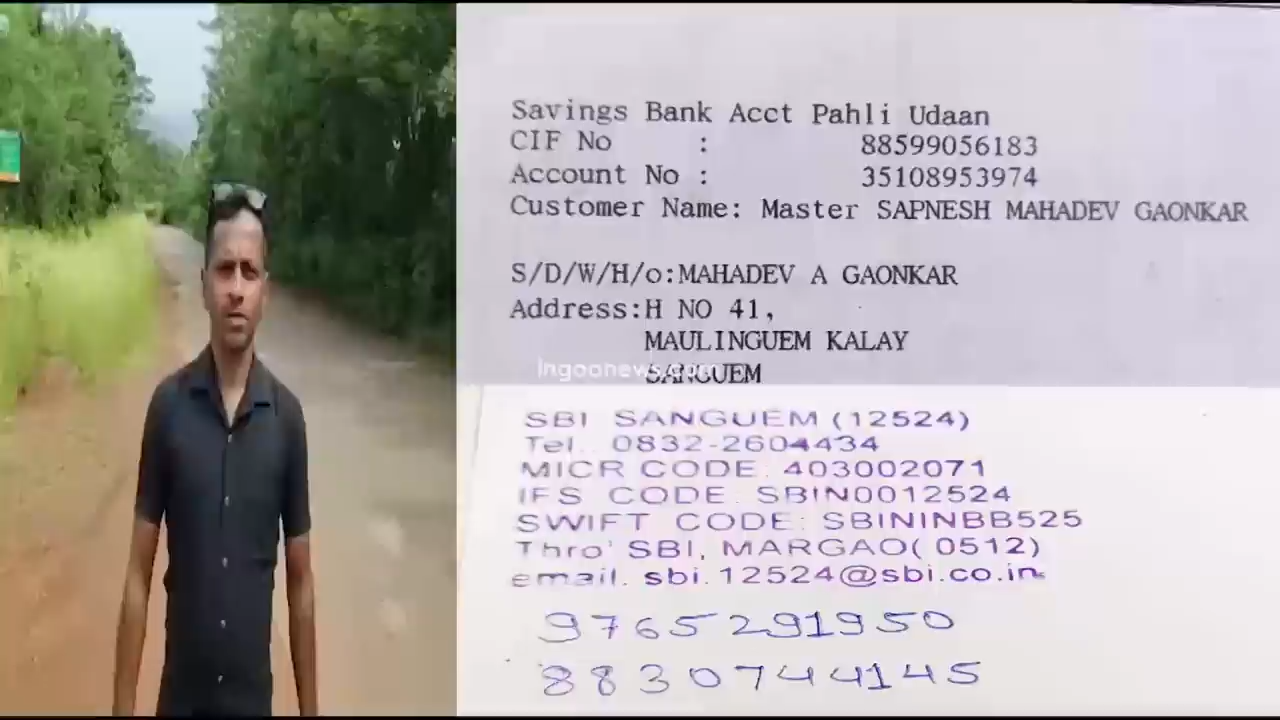 Savings Bank Acct Pahli Udaan
CIF No : 88599056183
Account No : 35108953974
Customer Name: Master SAPNESH MAHADEV GAONKAR
S/D/W/H/o:MAHADEV A GAONKAR
Address:H NO 41,
MAULINGUEM KALAY
Ingoanews.com
SANGUEM
SBI SANGUEM (12524)
Tel.. 0832-2604434
MICR CODE: 403002071
IFS CODE: SBIN0012524
SWIFT CODE: SBININBB525
Thro' SBI, MARGAO( 0512)
email. sbi.12524@sbi.co.in
9765291950
8830744145